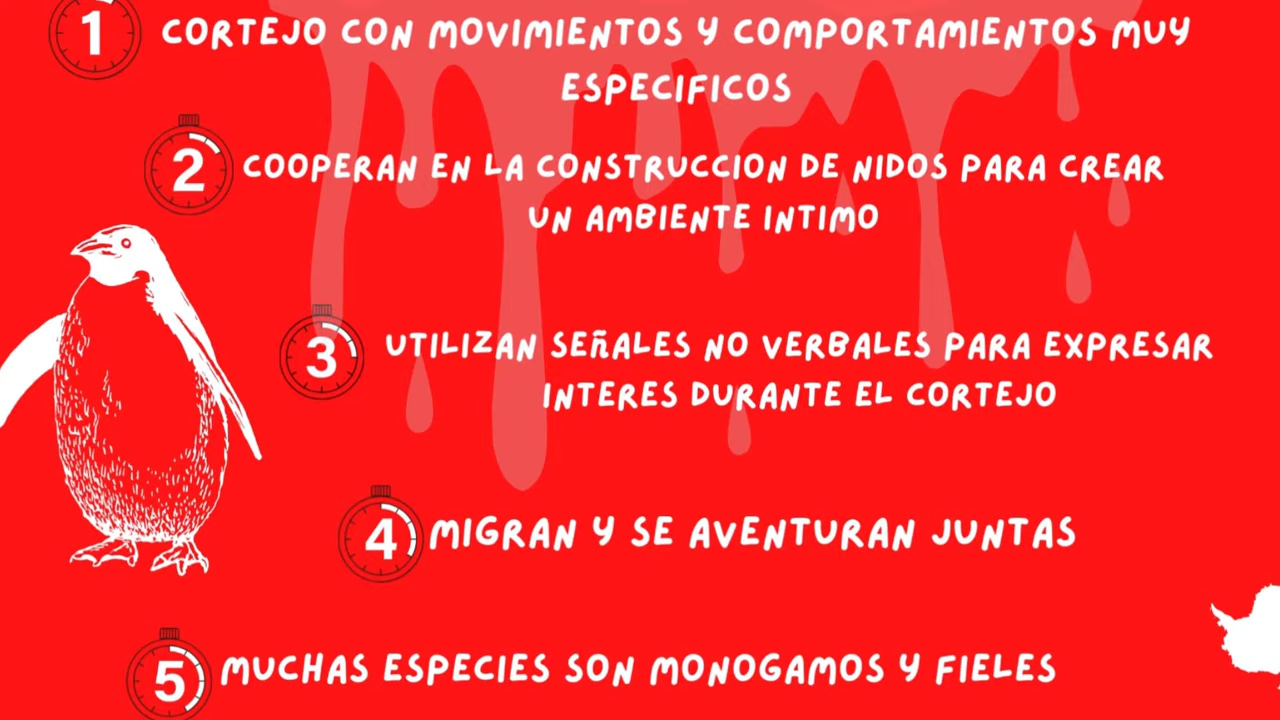 1 CORTEJO CON MOVIMIENTOS Y COMPORTAMIENTOS MUY
ESPECIFICOS
2 COOPERAN EN LA CONSTRUCCION DE NIDOS PARA CREAR
UN AMBIENTE INTIMO
3 UTILIZAN SEÑALES NO VERBALES PARA EXPRESAR
INTERES DURANTE EL CORTEJO
4 MIGRAN Y SE AVENTURAN JUNTAS
5 MUCHAS ESPECIES SON MONOGAMOS Y FIELES